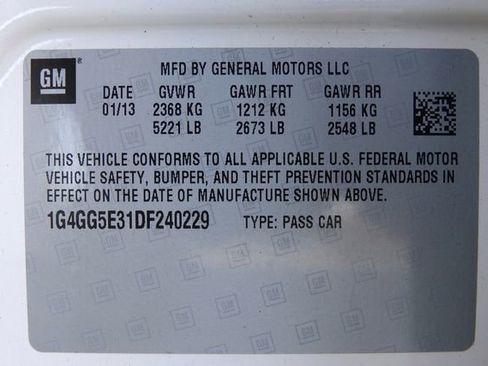 GM ® MFD BY GENERAL MOTORS LLC
DATE GVWR GAWR FRT GAWR RR
01/13 2368 KG 1212 KG 1156 KG
5221 LB 2673 LB 2548 LB
THIS VEHICLE CONFORMS TO ALL APPLICABLE U.S. FEDERAL MOTOR
VEHICLE SAFETY, BUMPER, AND THEFT PREVENTION STANDARDS IN
EFFECT ON THE DATE OF MANUFACTURE SHOWN ABOVE.
1G4GG5E31DF240229 TYPE: PASS CAR